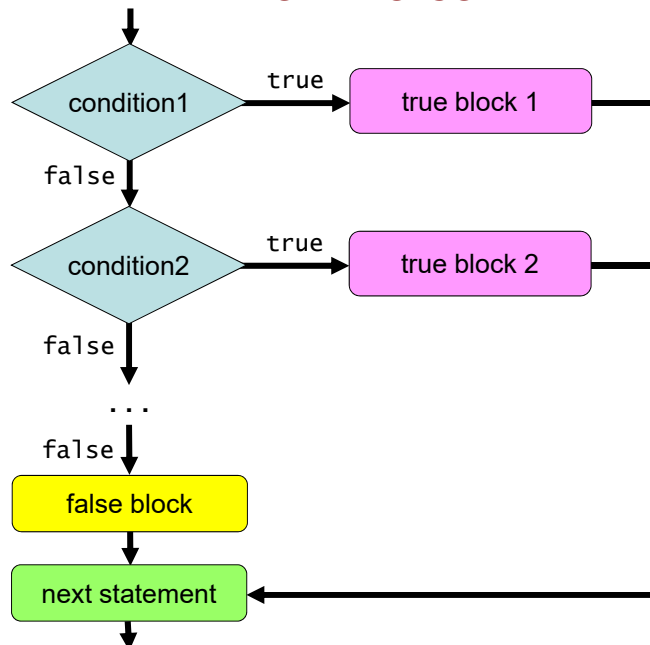 condition1
true
true block 1
false
condition2
true
true block 2
false
...
false
false block
next statement